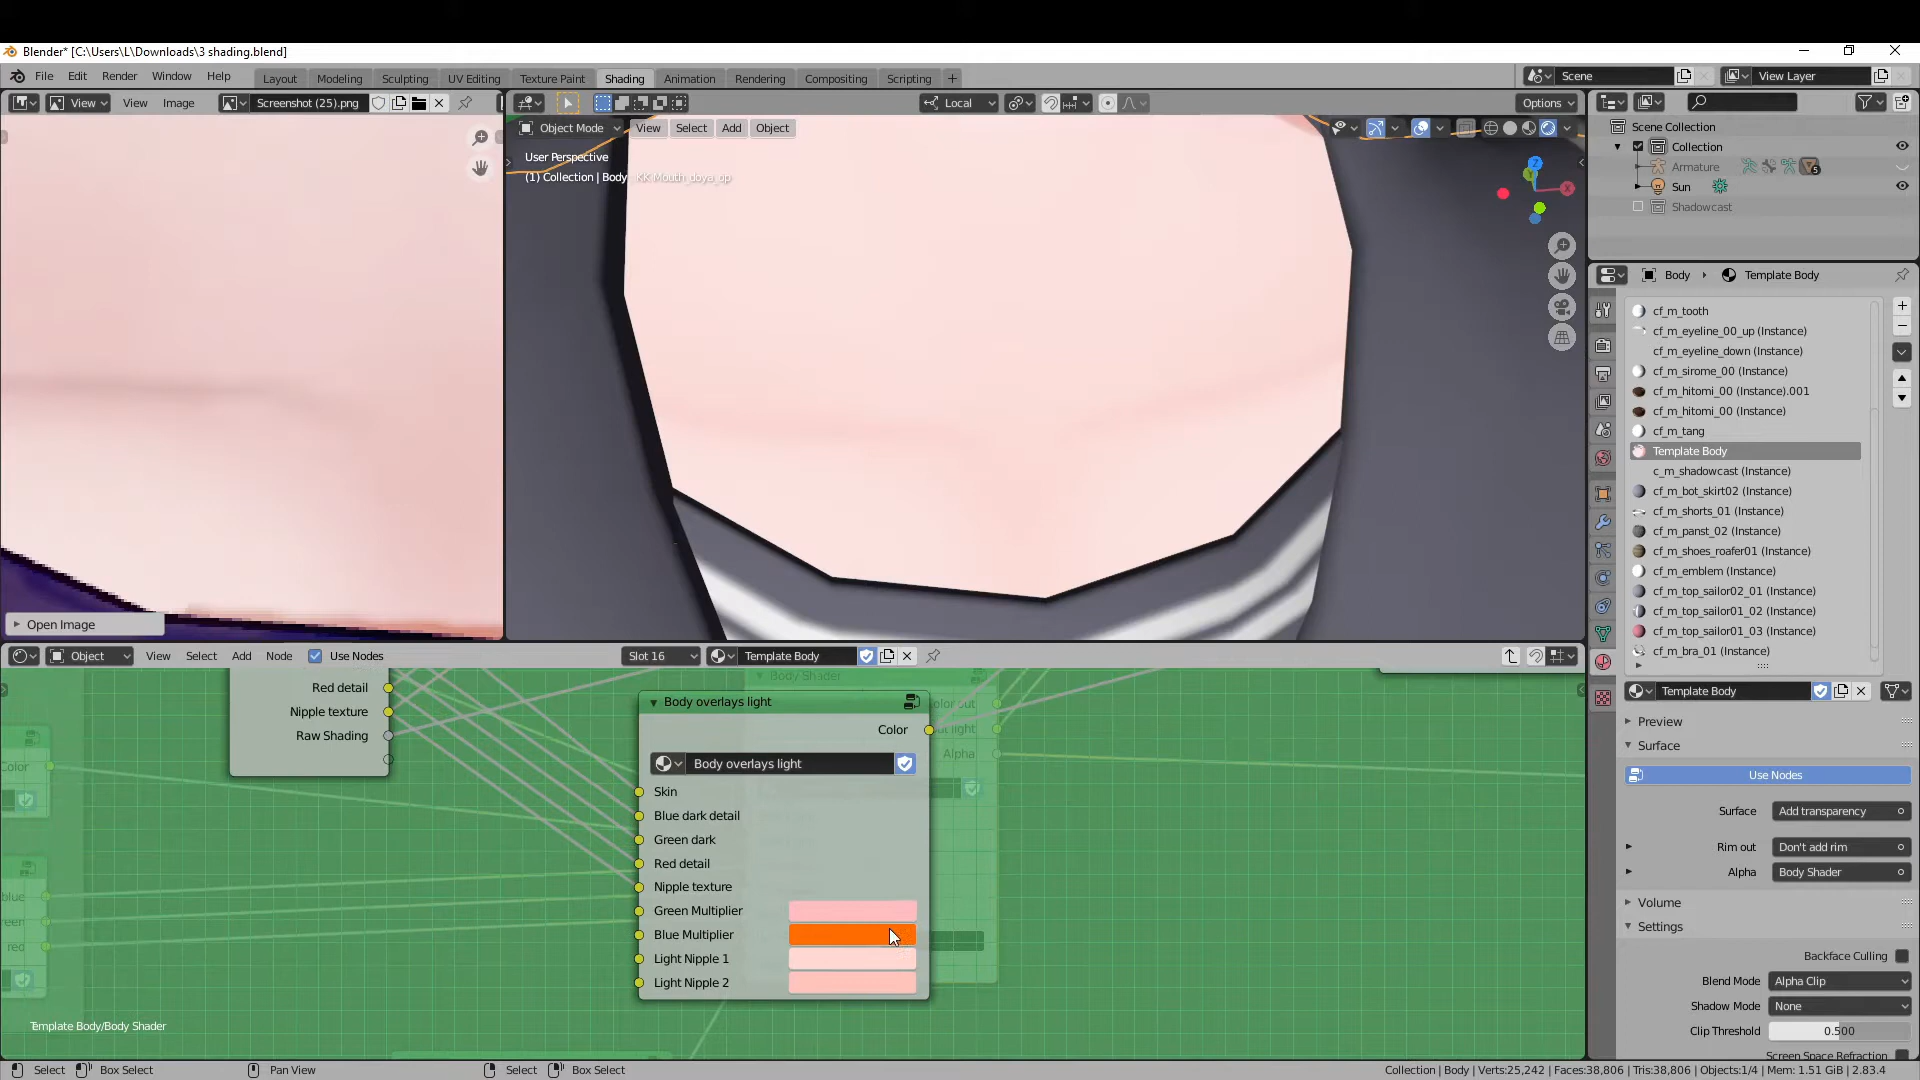 Blender* [C:\Users\L\Downloads\3 shading.blend]
File Edit Render Window Help Layout Modeling Sculpting UV Editing Texture Paint Shading Animation Rendering Compositing Scripting + Scene View Layer
View View Image Screenshot (25).png Local Options
Object Mode View Select Add Object
User Perspective
(1) Collection | Body : KK Mouth_doya_op
Open Image
Scene Collection
Collection
Armature 5
Sun
Shadowcast
Body Template Body
cf_m_tooth
cf_m_eyeline_00_up (Instance)
cf_m_eyeline_down (Instance)
cf_m_sirome_00 (Instance)
cf_m_hitomi_00 (Instance).001
cf_m_hitomi_00 (Instance)
cf_m_tang
Template Body
c_m_shadowcast (Instance)
cf_m_bot_skirt02 (Instance)
cf_m_shorts_01 (Instance)
cf_m_panst_02 (Instance)
cf_m_shoes_roafer01 (Instance)
cf_m_emblem (Instance)
cf_m_top_sailor02_01 (Instance)
cf_m_top_sailor01_02 (Instance)
cf_m_top_sailor01_03 (Instance)
cf_m_bra_01 (Instance)
Template Body
Preview
Surface
Use Nodes
Surface Add transparency
Rim out Don't add rim
Alpha Body Shader
Volume
Settings
Backface Culling
Blend Mode Alpha Clip
Shadow Mode None
Clip Threshold 0.500
Screen Space Refraction
Object View Select Add Node Use Nodes Slot 16 Template Body
Red detail
Nipple texture
Raw Shading
Body Shader
Alpha
Body overlays light
Color
Body overlays light
Skin
Blue dark detail
Green dark
Red detail
Nipple texture
Green Multiplier
Blue Multiplier
Light Nipple 1
Light Nipple 2
red
Template Body/Body Shader
Select Box Select Pan View Select Box Select Collection | Body | Verts:25,242 | Faces:38,806 | Tris:38,806 | Objects:1/4 | Mem: 1.51 GiB | 2.83.4